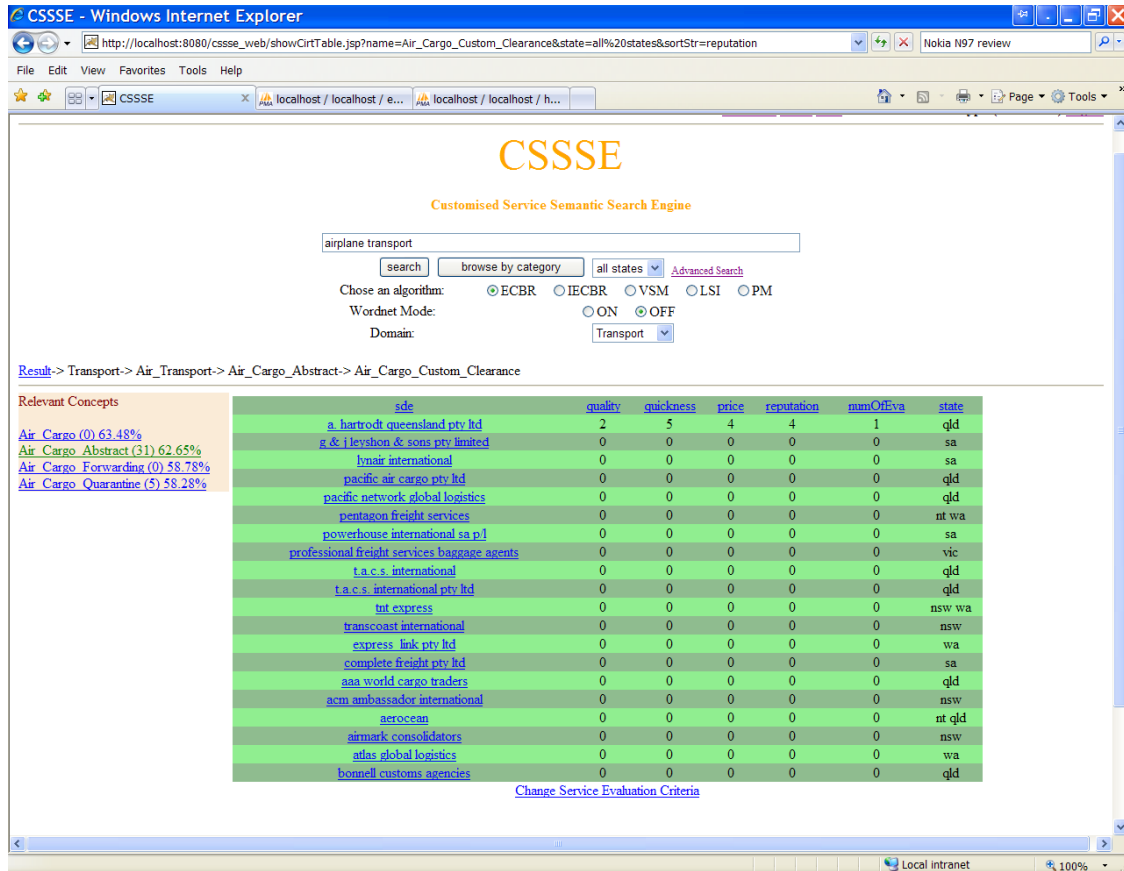 CSSSE - Windows Internet Explorer
http://localhost:8080/cssse_web/showCirtTable.jsp?name=Air_Cargo_Custom_Clearance&state=all%20states&sortStr=reputation
Nokia N97 review
File Edit View Favorites Tools Help
CSSSE
localhost / localhost / e...
localhost / localhost / h...
Page Tools
CSSSE
Customised Service Semantic Search Engine
airplane transport
search browse by category all states Advanced Search
Chose an algorithm: ECBR IECBR VSM LSI PM
Wordnet Mode: ON OFF
Domain: Transport
Result-> Transport-> Air_Transport-> Air_Cargo_Abstract-> Air_Cargo_Custom_Clearance
Relevant Concepts
Air_Cargo (0) 63.48%
Air_Cargo_Abstract (31) 62.65%
Air_Cargo_Forwarding (0) 58.78%
Air_Cargo_Quarantine (5) 58.28%
sde quality quickness price reputation numOfEva state
a. hartrodt queensland pty ltd 2 5 4 4 1 qld
g & j leyshon & sons pty limited 0 0 0 0 0 sa
lynair international 0 0 0 0 0 sa
pacific air cargo pty ltd 0 0 0 0 0 qld
pacific network global logistics 0 0 0 0 0 qld
pentagon freight services 0 0 0 0 0 nt wa
powerhouse international sa p/l 0 0 0 0 0 sa
professional freight services baggage agents 0 0 0 0 0 vic
t.a.c.s. international 0 0 0 0 0 qld
t.a.c.s. international pty ltd 0 0 0 0 0 qld
tnt express 0 0 0 0 0 nsw wa
transcoast international 0 0 0 0 0 nsw
express link pty ltd 0 0 0 0 0 wa
complete freight pty ltd 0 0 0 0 0 sa
aaa world cargo traders 0 0 0 0 0 qld
acm ambassador international 0 0 0 0 0 nsw
aerocean 0 0 0 0 0 nt qld
airmark consolidators 0 0 0 0 0 nsw
atlas global logistics 0 0 0 0 0 wa
bonnell customs agencies 0 0 0 0 0 qld
Change Service Evaluation Criteria
Local intranet
100%